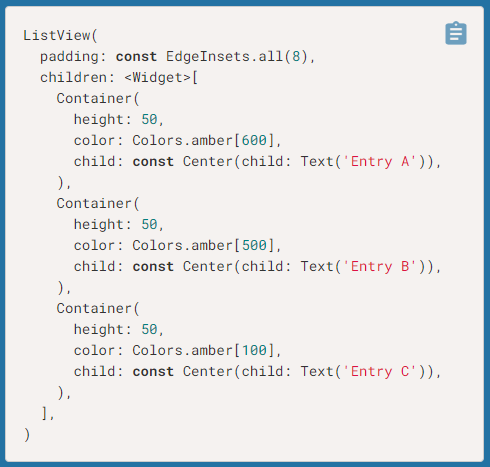 ListView(
  padding: const EdgeInsets.all(8),
  children: <Widget>[
    Container(
      height: 50,
      color: Colors.amber[600],
      child: const Center(child: Text('Entry A')),
    ),
    Container(
      height: 50,
      color: Colors.amber[500],
      child: const Center(child: Text('Entry B')),
    ),
    Container(
      height: 50,
      color: Colors.amber[100],
      child: const Center(child: Text('Entry C')),
    ),
  ],
)